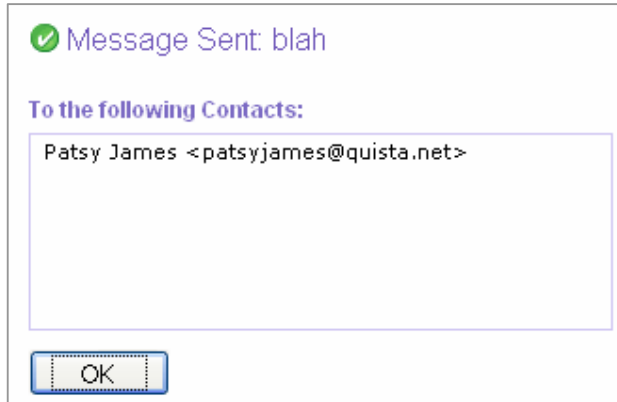 Message Sent: blah
To the following Contacts:
Patsy James <patsyjames@quista.net>
OK